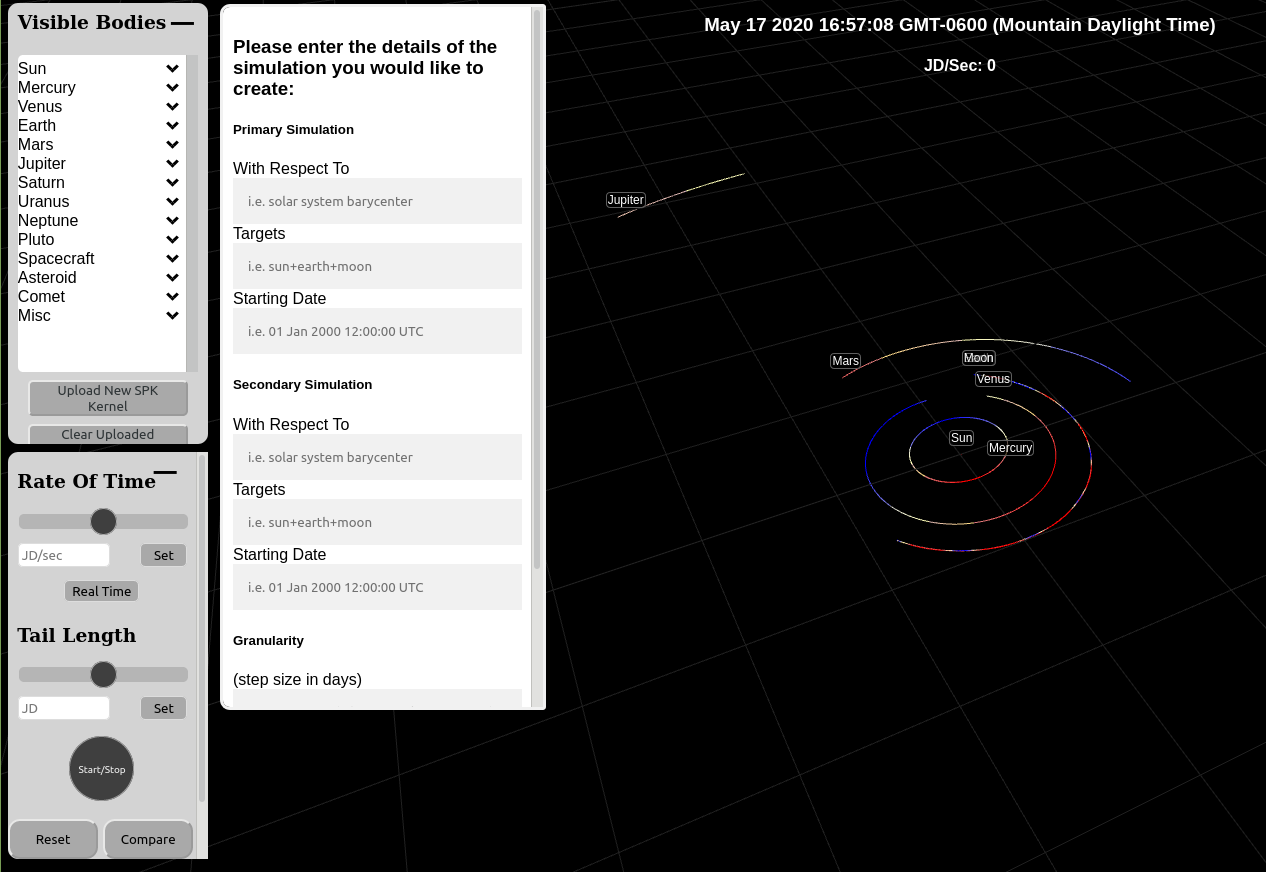 Visible Bodies
Sun
Mercury
Venus
Earth
Mars
Jupiter
Saturn
Uranus
Neptune
Pluto
Spacecraft
Asteroid
Comet
Misc
Upload New SPK
Kernel
Clear Uploaded
Rate Of Time
JD/sec
Set
Real Time
Tail Length
JD
Set
Start/Stop
Reset
Compare
Please enter the details of the
simulation you would like to
create:
Primary Simulation
With Respect To
i.e. solar system barycenter
Targets
i.e. sun+earth+moon
Starting Date
i.e. 01 Jan 2000 12:00:00 UTC
Secondary Simulation
With Respect To
i.e. solar system barycenter
Targets
i.e. sun+earth+moon
Starting Date
i.e. 01 Jan 2000 12:00:00 UTC
Granularity
(step size in days)
May 17 2020 16:57:08 GMT-0600 (Mountain Daylight Time)
JD/Sec: 0
Jupiter
Mars
Moon
Venus
Sun
Mercury